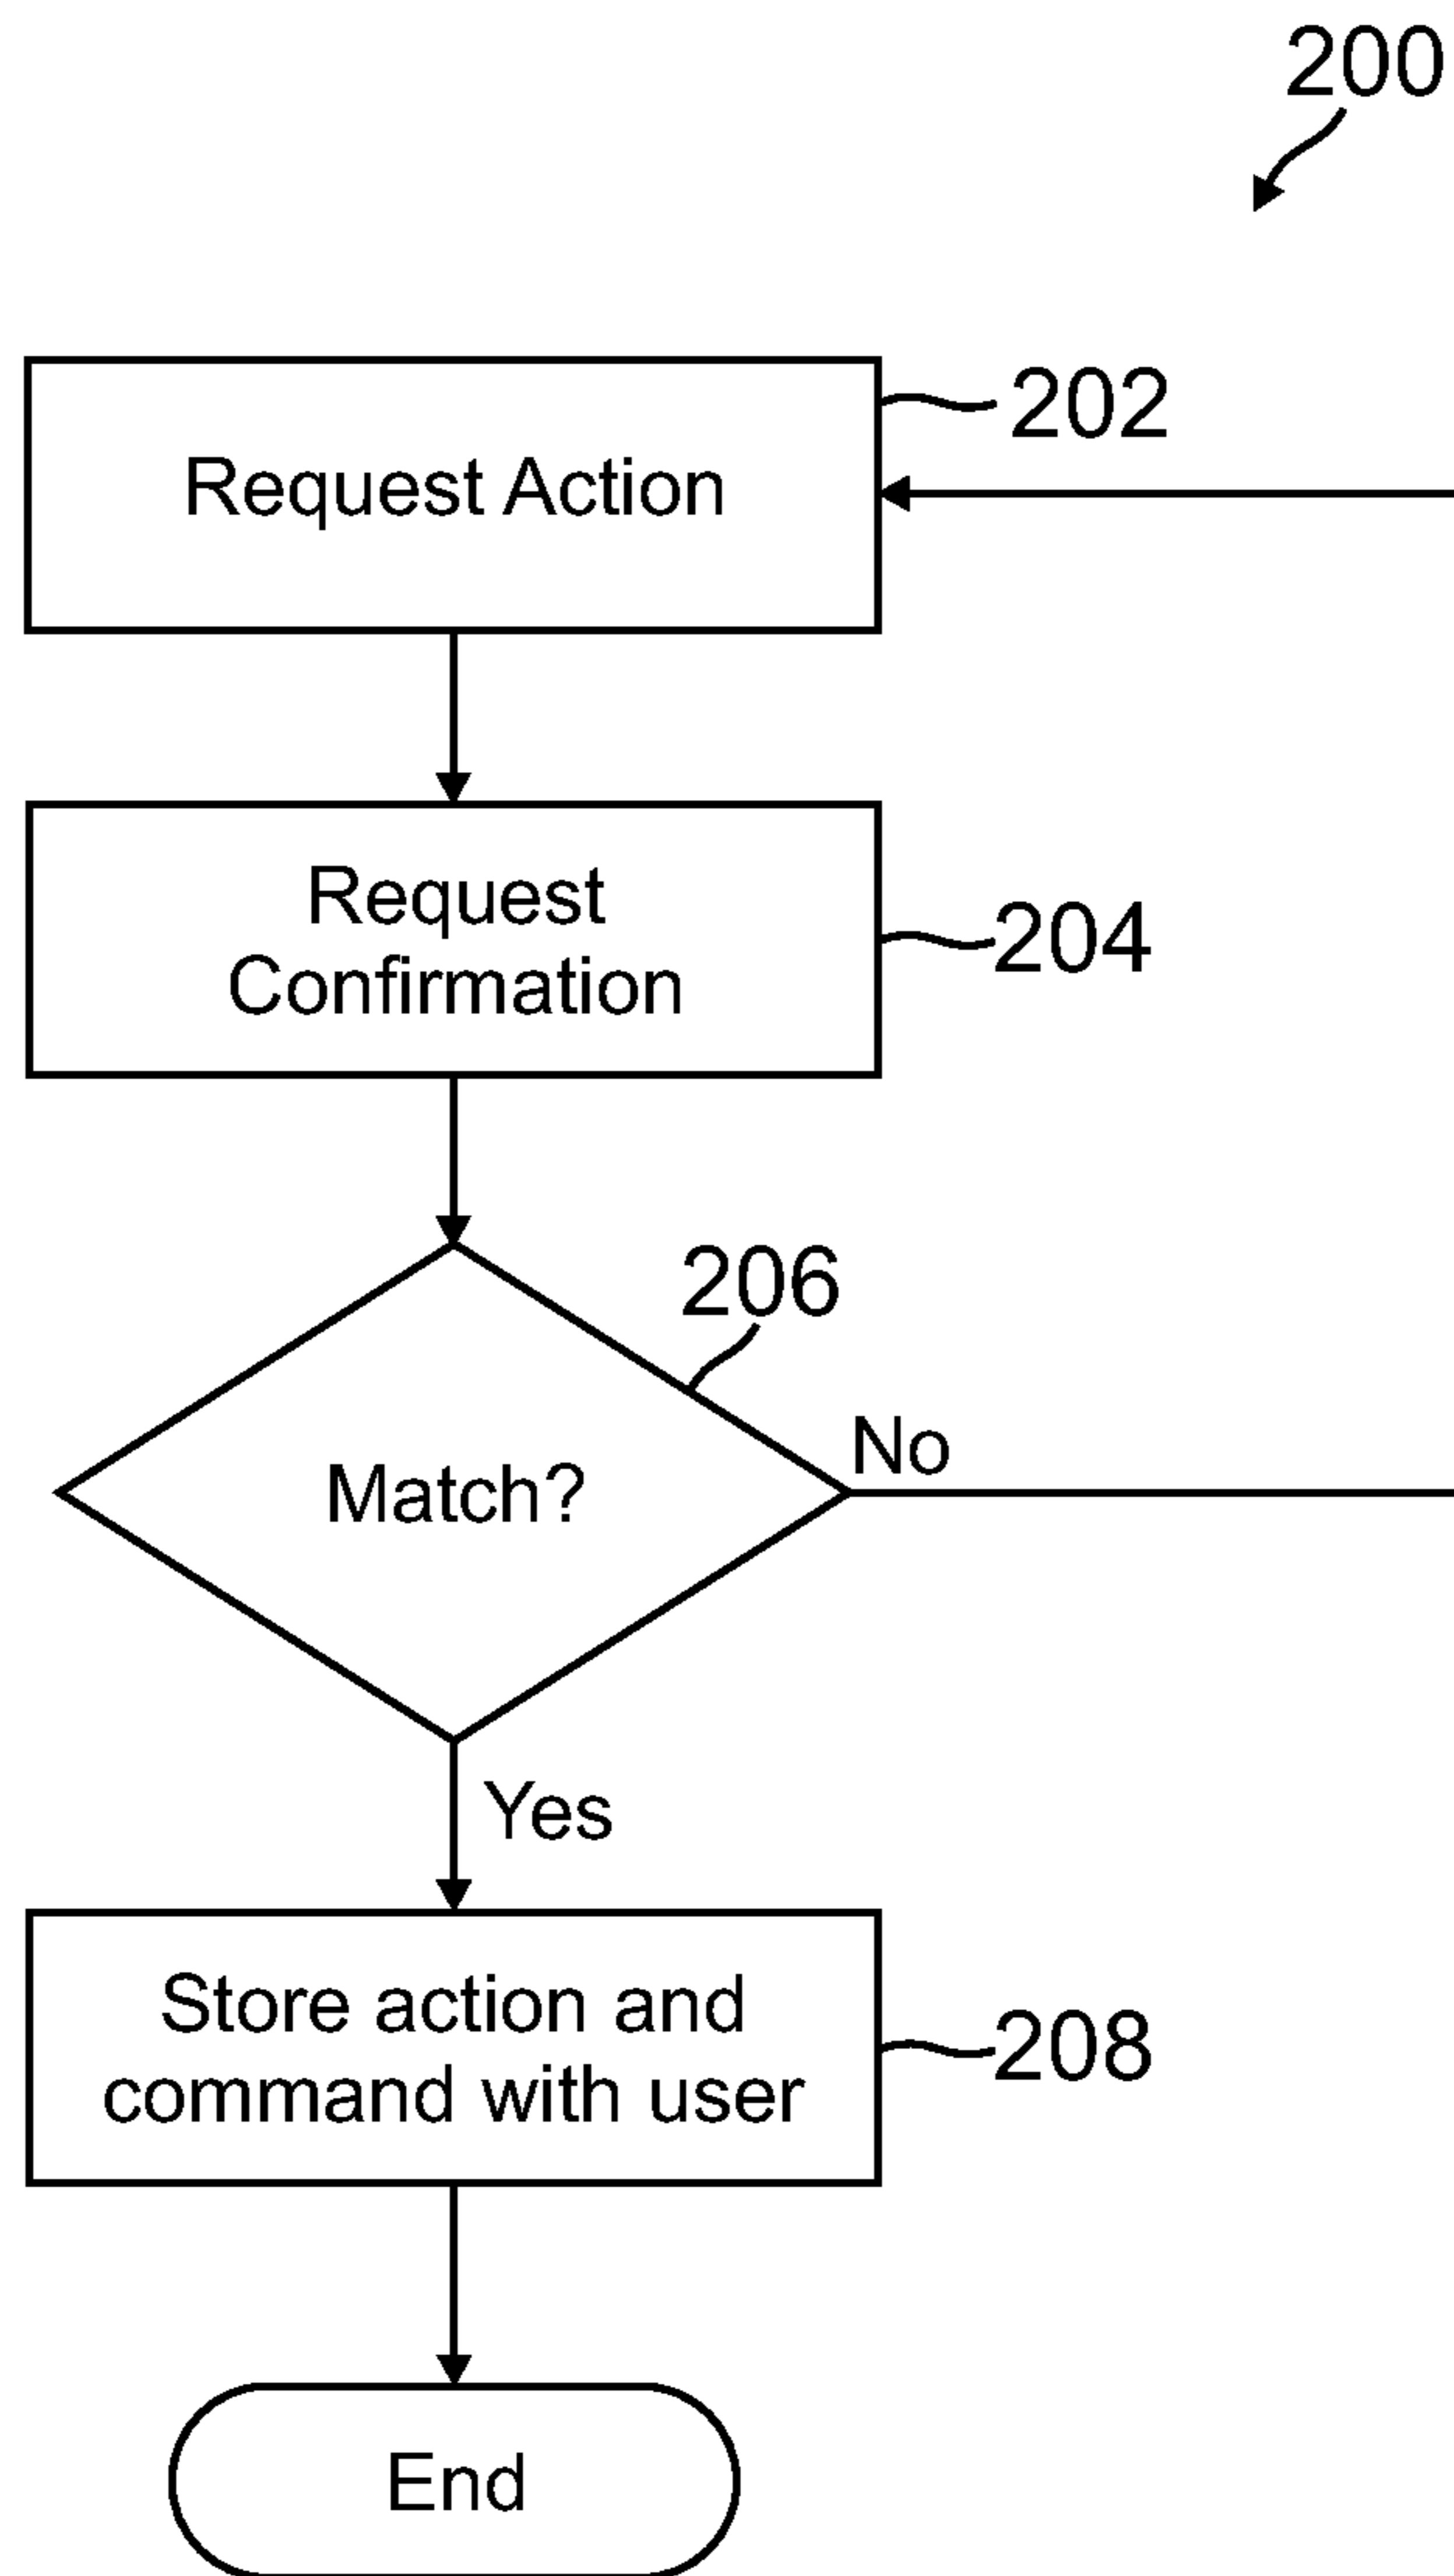 200
202
Request Action
Request
Confirmation
204
206
No
Match?
Yes
Store action and
command with user
208
End